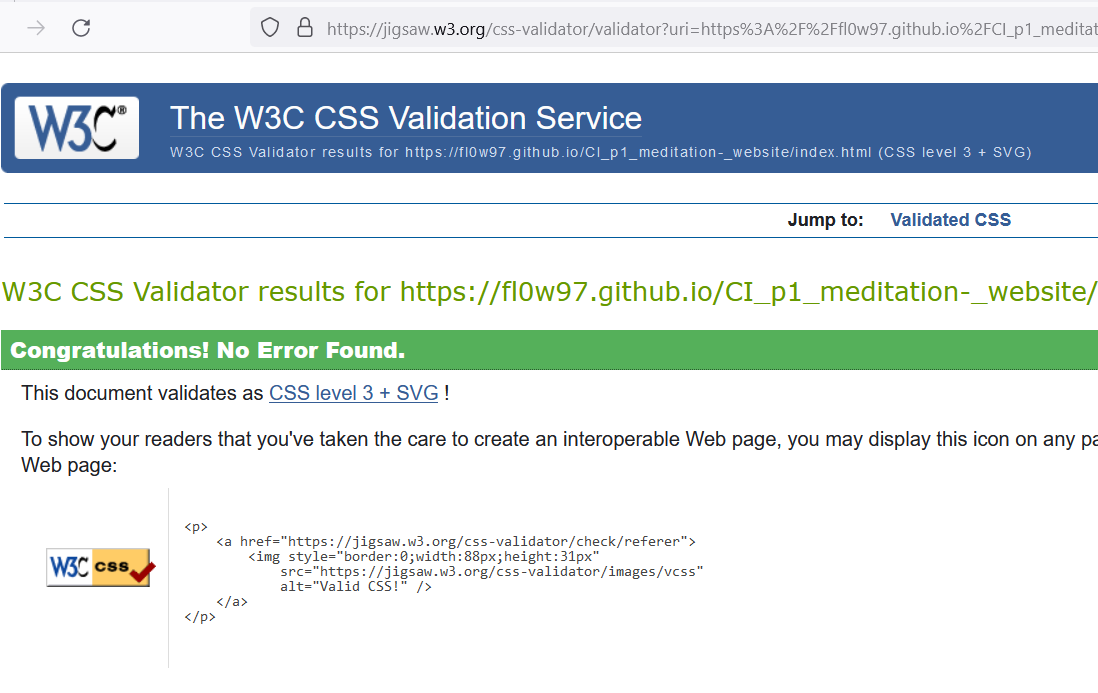 https://jigsaw.w3.org/css-validator/validator?uri=https%3A%2F%2Ffl0w97.github.io%2FCI_p1_meditat
W3C®
The W3C CSS Validation Service
W3C CSS Validator results for https://fl0w97.github.io/CI_p1_meditation-_website/index.html (CSS level 3 + SVG)
Jump to: Validated CSS
W3C CSS Validator results for https://fl0w97.github.io/CI_p1_meditation-_website/
Congratulations! No Error Found.
This document validates as CSS level 3 + SVG !
To show your readers that you've taken the care to create an interoperable Web page, you may display this icon on any pa
Web page:
W3C css
<p>
    <a href="https://jigsaw.w3.org/css-validator/check/referer">
        <img style="border:0;width:88px;height:31px"
            src="https://jigsaw.w3.org/css-validator/images/vcss"
            alt="Valid CSS!" />
    </a>
</p>